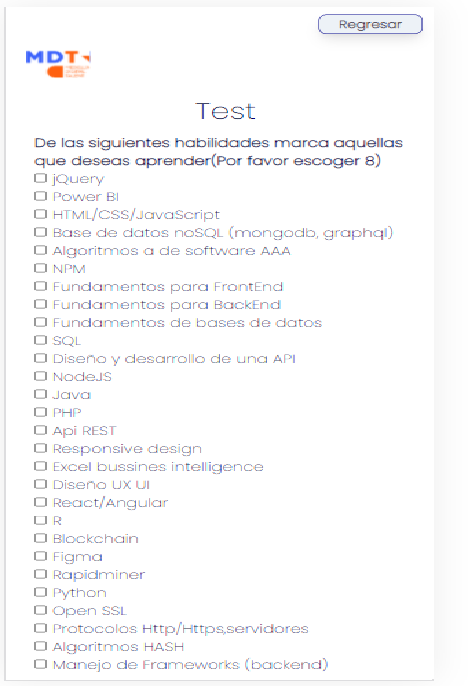 Regresar
MDT
Test
De las siguientes habilidades marca aquellas
que deseas aprender(Por favor escoger 8)
jQuery
Power BI
HTML/CSS/JavaScript
Base de datos noSQL (mongodb, graphql)
Algoritmos a de software AAA
NPM
Fundamentos para FrontEnd
Fundamentos para BackEnd
Fundamentos de bases de datos
SQL
Diseño y desarrollo de una API
NodeJS
Java
PHP
Api REST
Responsive design
Excel bussines intelligence
Diseño UX UI
React/Angular
R
Blockchain
Figma
Rapidminer
Python
Open SSL
Protocolos Http/Https,servidores
Algoritmos HASH
Manejo de Frameworks (backend)